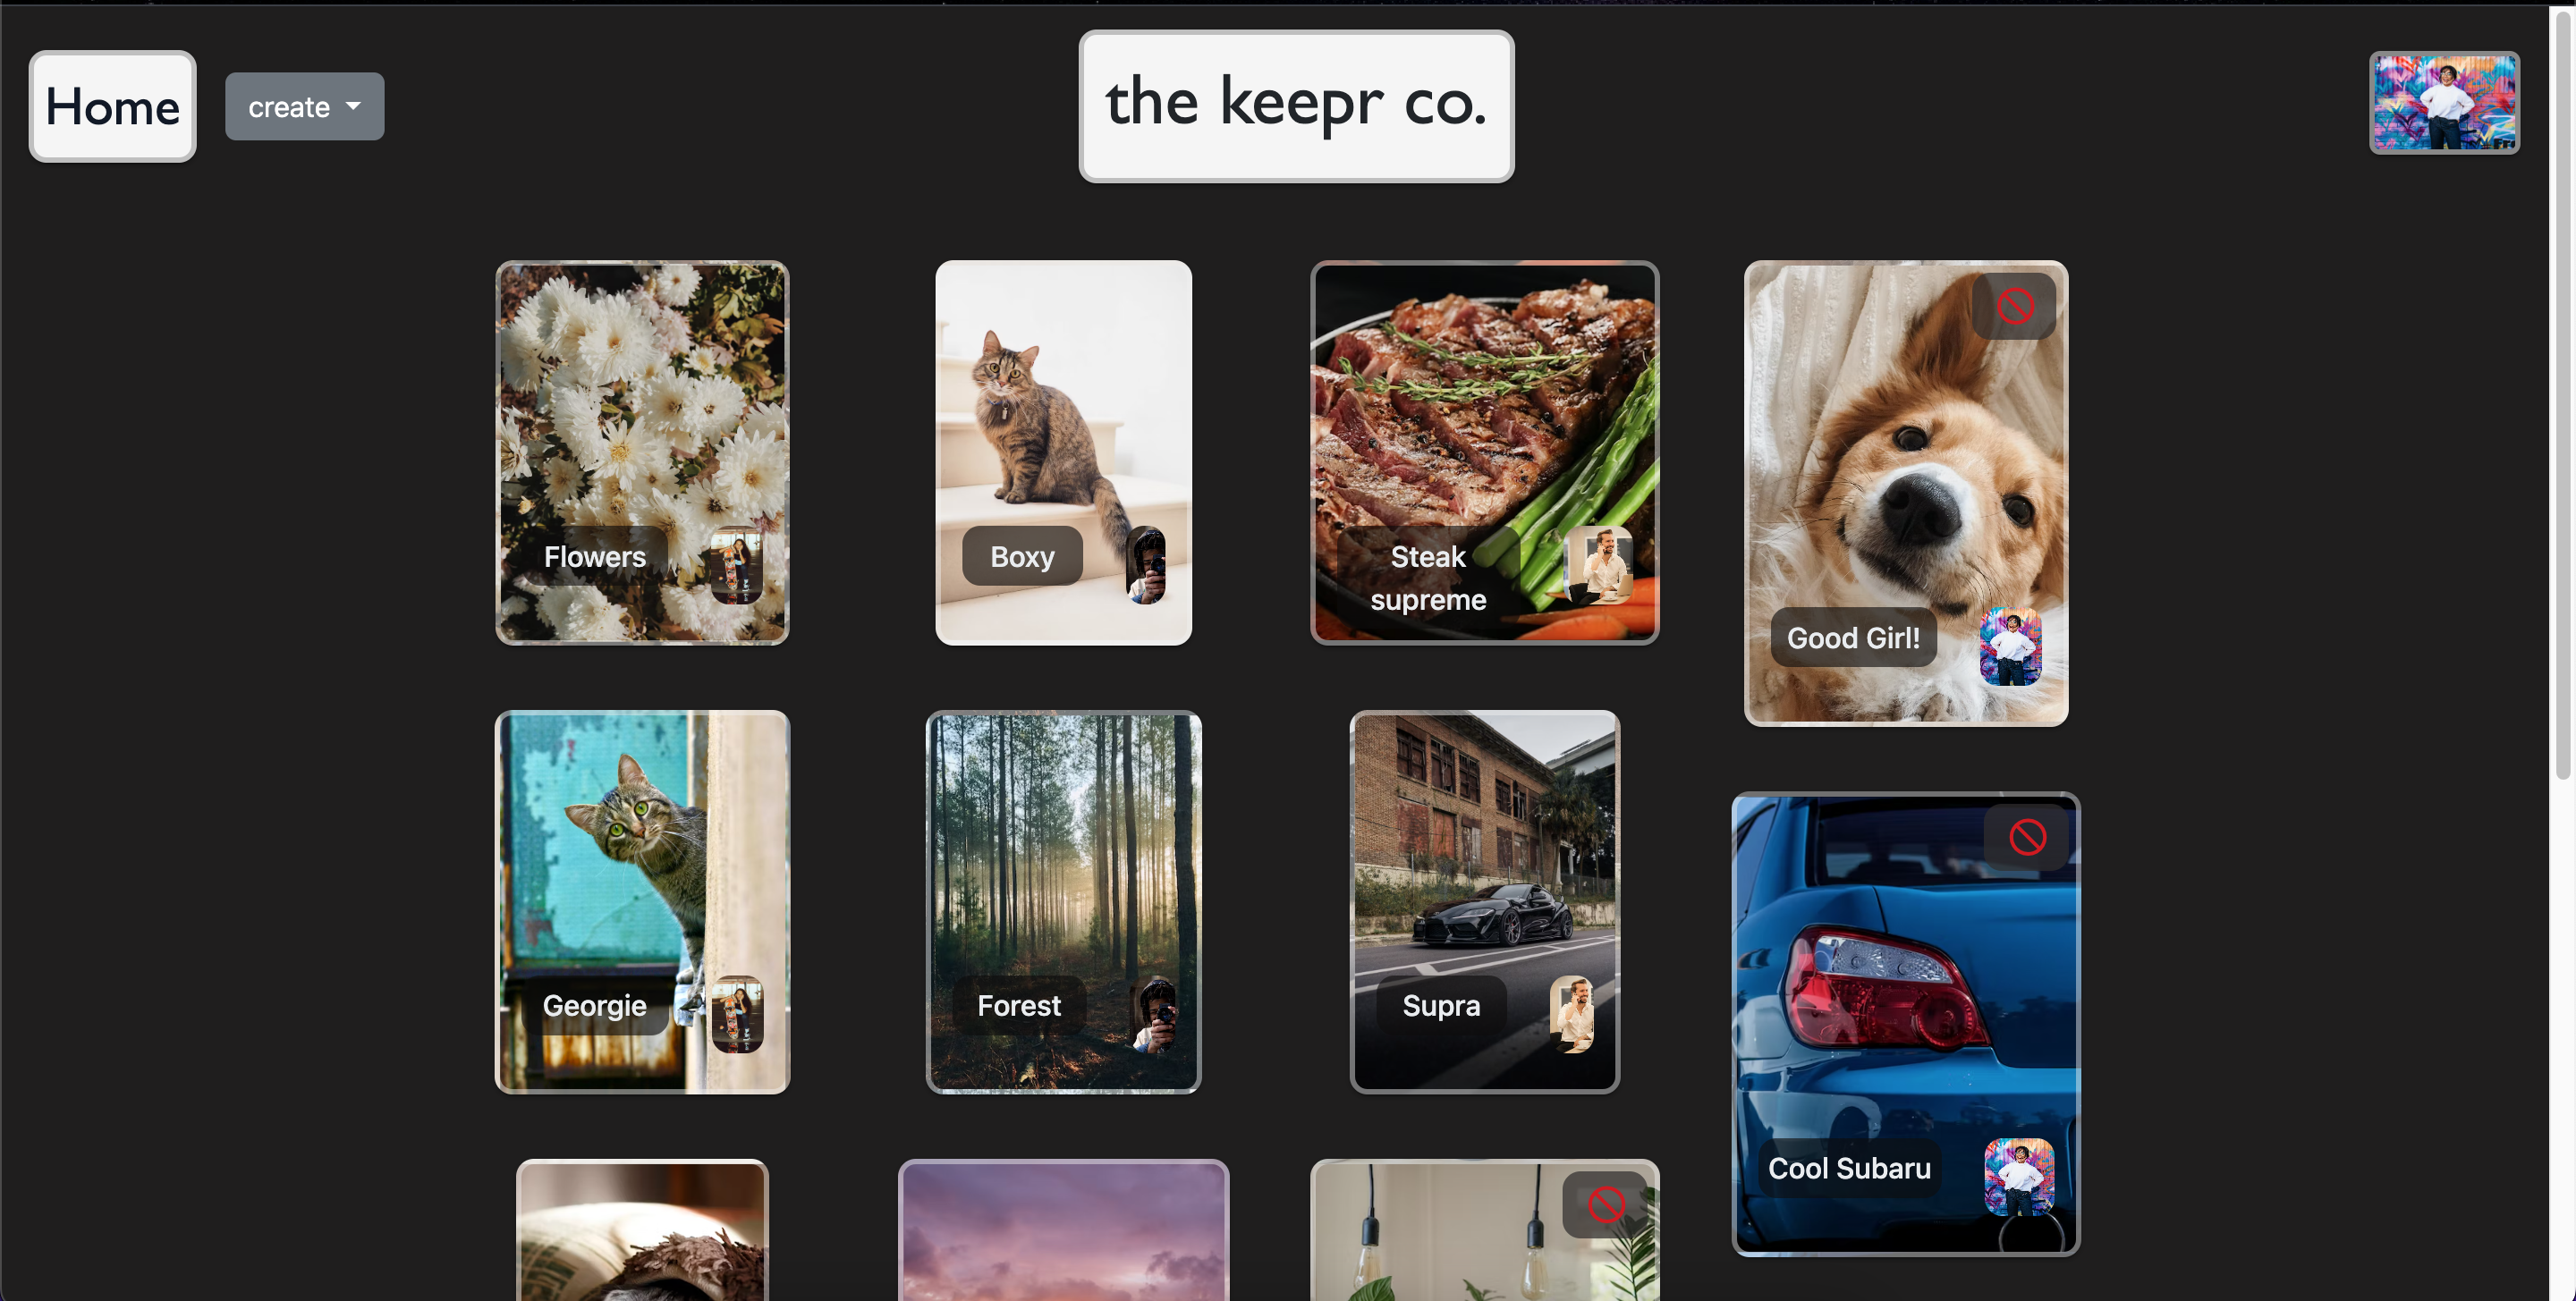 Home
create
the keepr co.
Flowers
Boxy
Steak
supreme
Good Girl!
Georgie
Forest
Supra
Cool Subaru